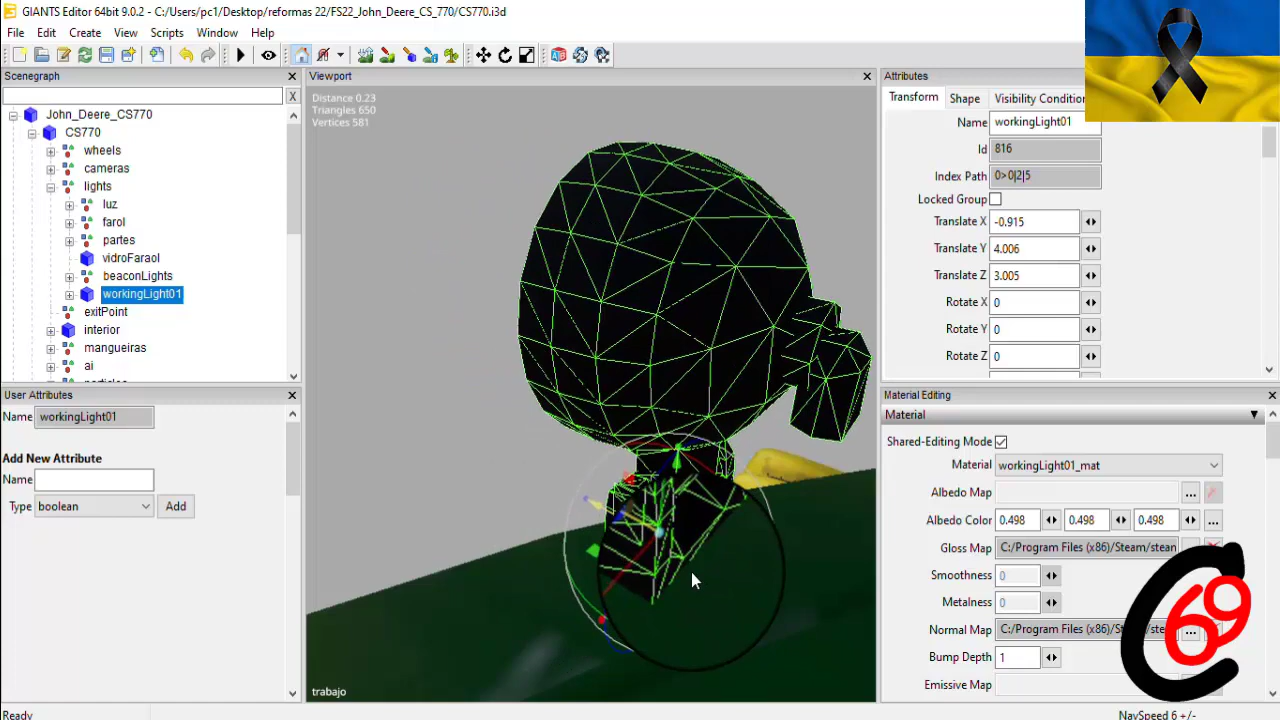 GIANTS Editor 64bit 9.0.2 - C:/Users/pc1/Desktop/reformas 22/FS22_John_Deere_CS_770/CS770.i3d
File Edit Create View Scripts Window Help
Scenegraph
X
John_Deere_CS770
CS770
wheels
cameras
lights
luz
farol
partes
vidroFaraol
beaconLights
workingLight01
exitPoint
interior
mangueiras
ai
User Attributes
Name workingLight01
Add New Attribute
Name
Type boolean Add
Ready
Viewport
Distance 0.23
Triangles 650
Vertices 581
trabajo
Attributes
Transform Shape Visibility Condition
Name workingLight01
Id 816
Index Path 0>0|2|5
Locked Group
Translate X -0.915
Translate Y 4.006
Translate Z 3.005
Rotate X 0
Rotate Y 0
Rotate Z 0
Material Editing
Material
Shared-Editing Mode
Material workingLight01_mat
Albedo Map ...
Albedo Color 0.498 0.498 0.498 ...
Gloss Map C:/Program Files (x86)/Steam/stean
Smoothness 0
Metalness 0
Normal Map C:/Program Files (x86)/Steam/ste ...
Bump Depth 1
Emissive Map
C69
NavSpeed 6 +/-